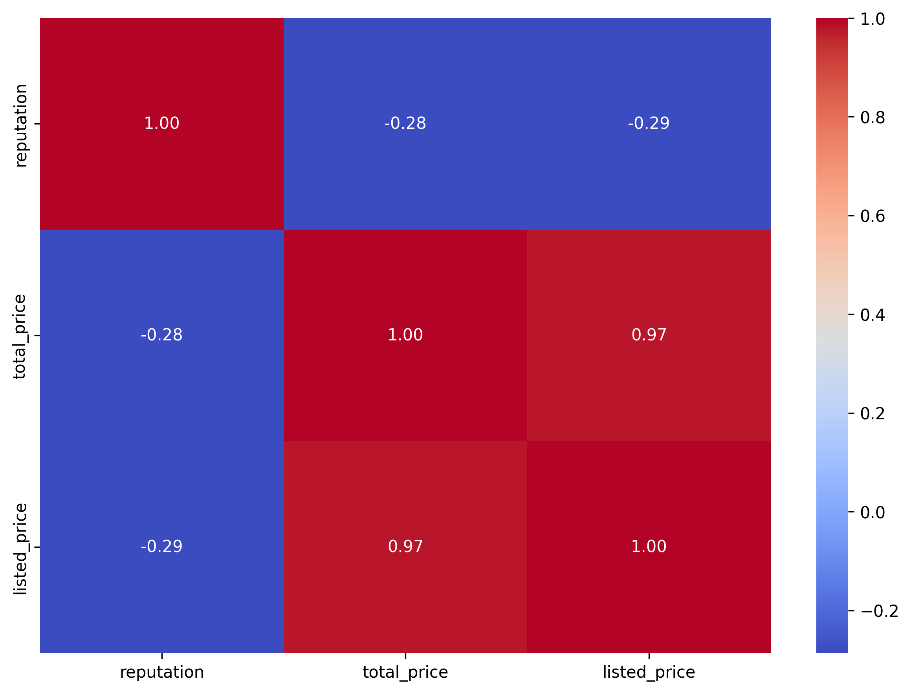 1.0
reputation
1.00
-0.28
-0.29
0.8
0.6
total_price
-0.28
1.00
0.97
0.4
0.2
listed_price
-0.29
0.97
1.00
0.0
−0.2
reputation
total_price
listed_price